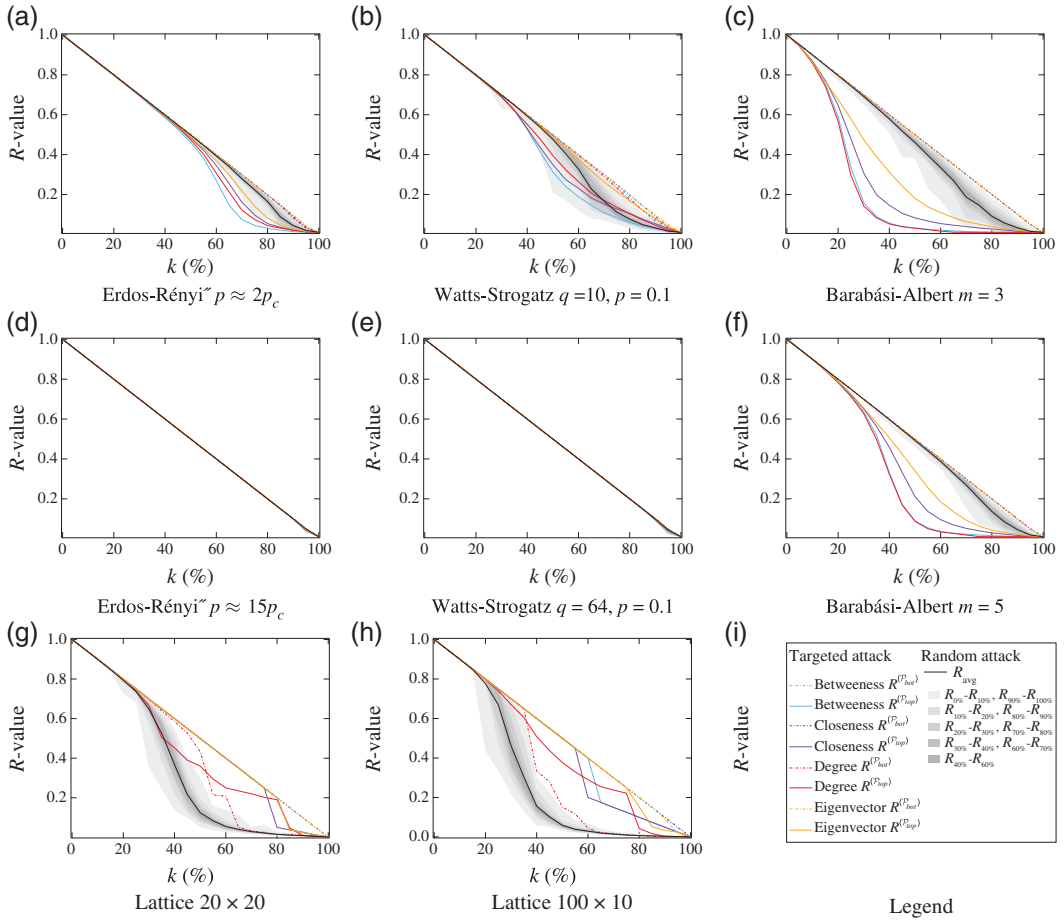 (a) (b) (c)
1.0 1.0 1.0
0.8 0.8 0.8
0.6 0.6 0.6
0.4 0.4 0.4
0.2 0.2 0.2
R-value R-value R-value
0 20 40 60 80 100 0 20 40 60 80 100 0 20 40 60 80 100
k (%) k (%) k (%)
Erdos-Rényi˝ p ≈ 2p_c Watts-Strogatz q =10, p = 0.1 Barabási-Albert m = 3
(d) (e) (f)
1.0 1.0 1.0
0.8 0.8 0.8
0.6 0.6 0.6
0.4 0.4 0.4
0.2 0.2 0.2
R-value R-value R-value
0 20 40 60 80 100 0 20 40 60 80 100 0 20 40 60 80 100
k (%) k (%) k (%)
Erdos-Rényi˝ p ≈ 15p_c Watts-Strogatz q = 64, p = 0.1 Barabási-Albert m = 5
(g) (h) (i)
1.0 1.0
0.8 0.8
0.6 0.6
0.4 0.4
0.2 0.2
0.0
R-value R-value
0 20 40 60 80 100 0 20 40 60 80 100
k (%) k (%)
Lattice 20 × 20 Lattice 100 × 10
Targeted attack Random attack
Betweeness R^(P_bot)
Betweeness R^(P_top)
Closeness R^(P_bot)
Closeness R^(P_top)
Degree R^(P_bot)
Degree R^(P_top)
Eigenvector R^(P_bot)
Eigenvector R^(P_top)
R_avg
R_0%-R_10%, R_90%-R_100%
R_10%-R_20%, R_80%-R_90%
R_20%-R_30%, R_70%-R_80%
R_30%-R_40%, R_60%-R_70%
R_40%-R_60%
Legend